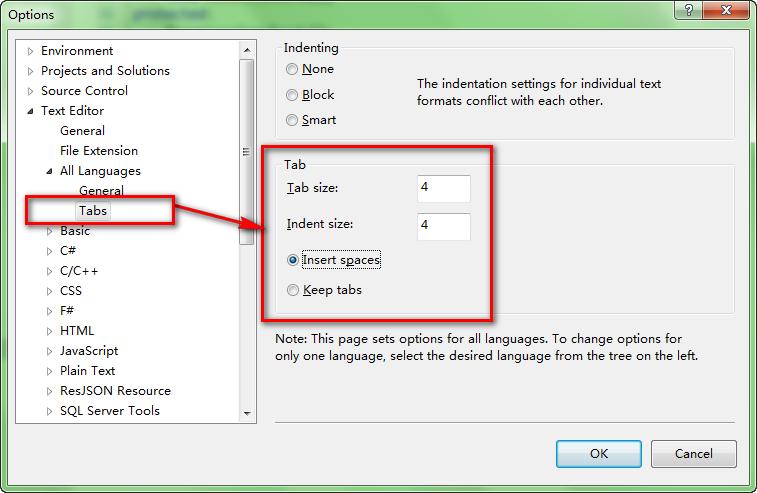 Options
Environment
Projects and Solutions
Source Control
Text Editor
General
File Extension
All Languages
General
Tabs
Basic
C#
C/C++
CSS
F#
HTML
JavaScript
Plain Text
ResJSON Resource
SQL Server Tools
Indenting
None
Block
Smart
The indentation settings for individual text
formats conflict with each other.
Tab
Tab size: 4
Indent size: 4
Insert spaces
Keep tabs
Note: This page sets options for all languages. To change options for
only one language, select the desired language from the tree on the left.
OK Cancel